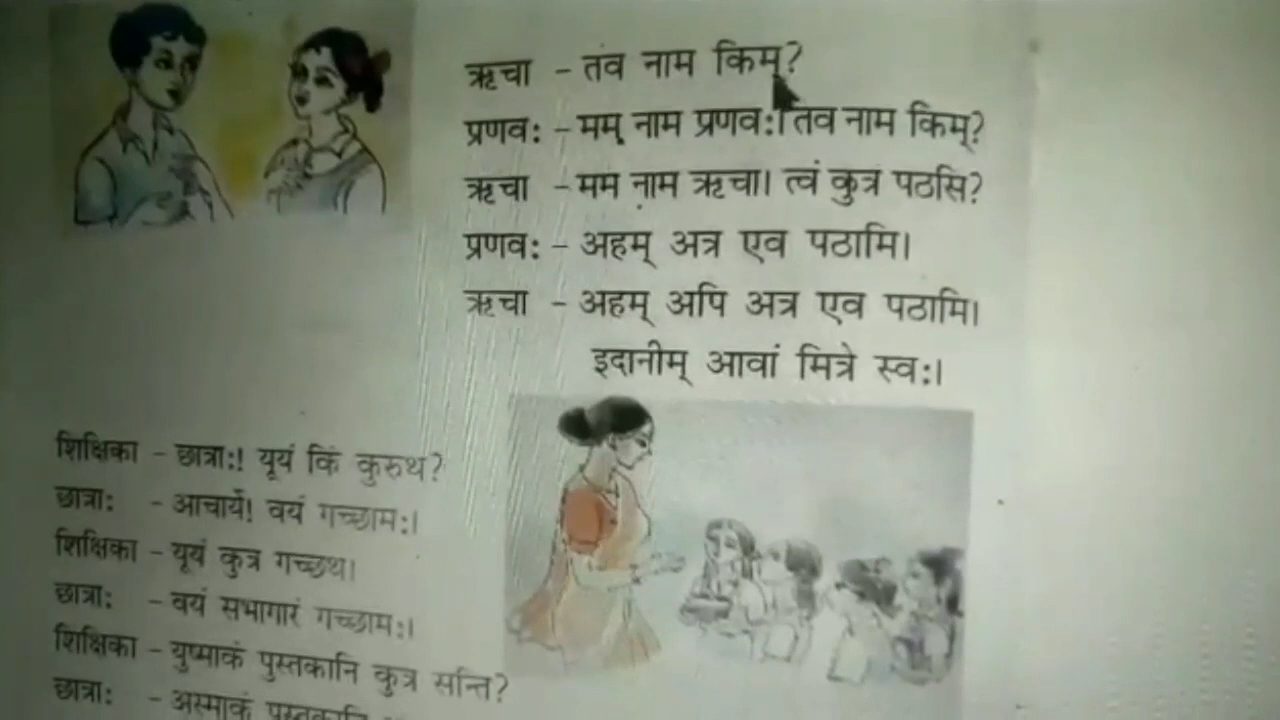 ऋचा - तव नाम किम्?
प्रणवः - मम नाम प्रणवः। तव नाम किम्?
ऋचा - मम नाम ऋचा। त्वं कुत्र पठसि?
प्रणवः - अहम् अत्र एव पठामि।
ऋचा - अहम् अपि अत्र एव पठामि।
इदानीम् आवां मित्रे स्वः।
शिक्षिका - छात्राः! यूयं किं कुरुथ?
छात्राः - आचार्ये! वयं गच्छामः।
शिक्षिका - यूयं कुत्र गच्छथ।
छात्राः - वयं सभागारं गच्छामः।
शिक्षिका - युष्माकं पुस्तकानि कुत्र सन्ति?
छात्राः - अस्माकं पुस्तकानि